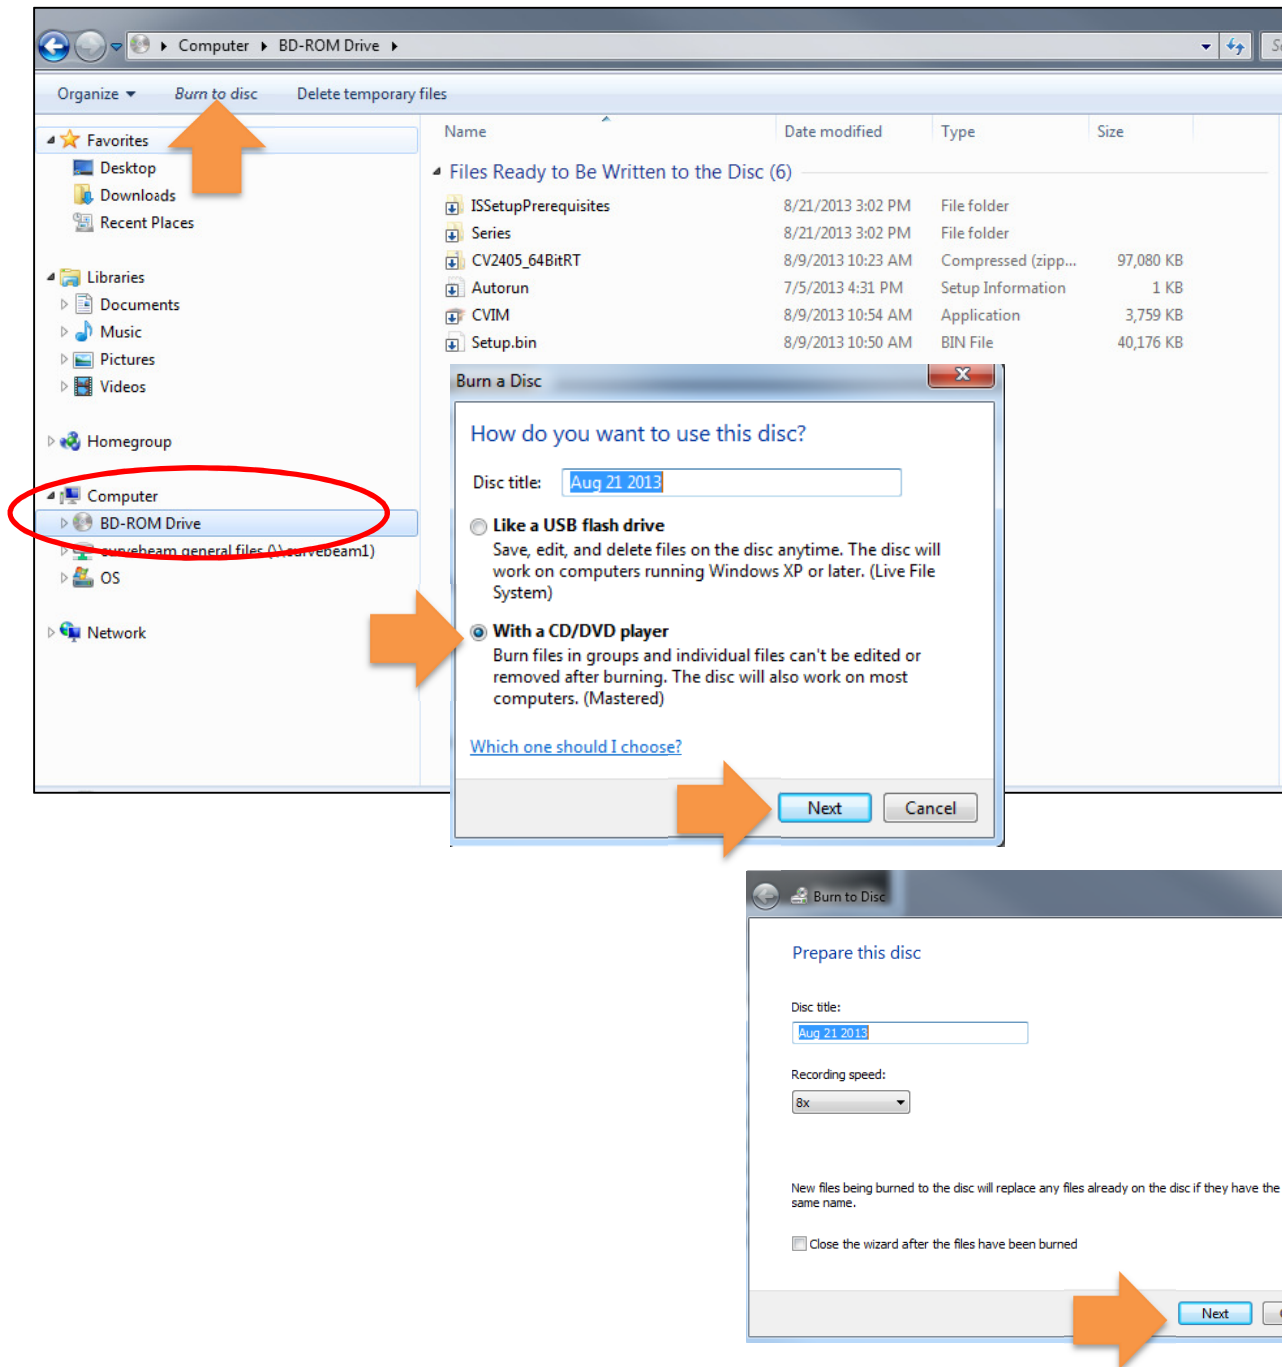 Computer BD-ROM Drive
Organize Burn to disc Delete temporary files
Name Date modified Type Size
Favorites
Desktop
Downloads
Recent Places
Libraries
Documents
Music
Pictures
Videos
Homegroup
Computer
BD-ROM Drive
curvebeam general files (\\curvebeam1)
OS
Network
Files Ready to Be Written to the Disc (6)
ISSetupPrerequisites 8/21/2013 3:02 PM File folder
Series 8/21/2013 3:02 PM File folder
CV2405_64BitRT 8/9/2013 10:23 AM Compressed (zipp... 97,080 KB
Autorun 7/5/2013 4:31 PM Setup Information 1 KB
CVIM 8/9/2013 10:54 AM Application 3,759 KB
Setup.bin 8/9/2013 10:50 AM BIN File 40,176 KB
Burn a Disc
How do you want to use this disc?
Disc title: Aug 21 2013
Like a USB flash drive
Save, edit, and delete files on the disc anytime. The disc will
work on computers running Windows XP or later. (Live File
System)
With a CD/DVD player
Burn files in groups and individual files can't be edited or
removed after burning. The disc will also work on most
computers. (Mastered)
Which one should I choose?
Next Cancel
Burn to Disc
Prepare this disc
Disc title:
Aug 21 2013
Recording speed:
8x
New files being burned to the disc will replace any files already on the disc if they have the
same name.
Close the wizard after the files have been burned
Next